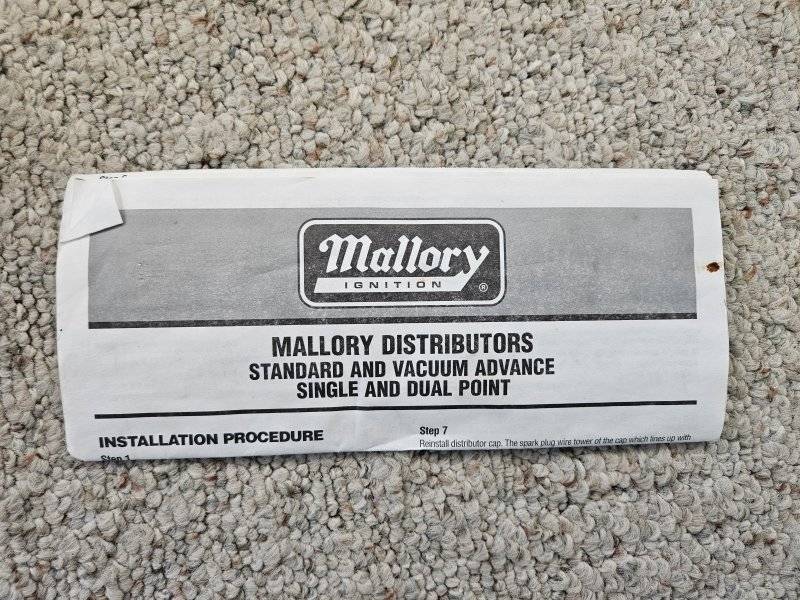 Mallory
IGNITION
®
MALLORY DISTRIBUTORS
STANDARD AND VACUUM ADVANCE
SINGLE AND DUAL POINT
INSTALLATION PROCEDURE
Step 1
Step 7
Reinstall distributor cap. The spark plug wire tower of the cap which lines up with